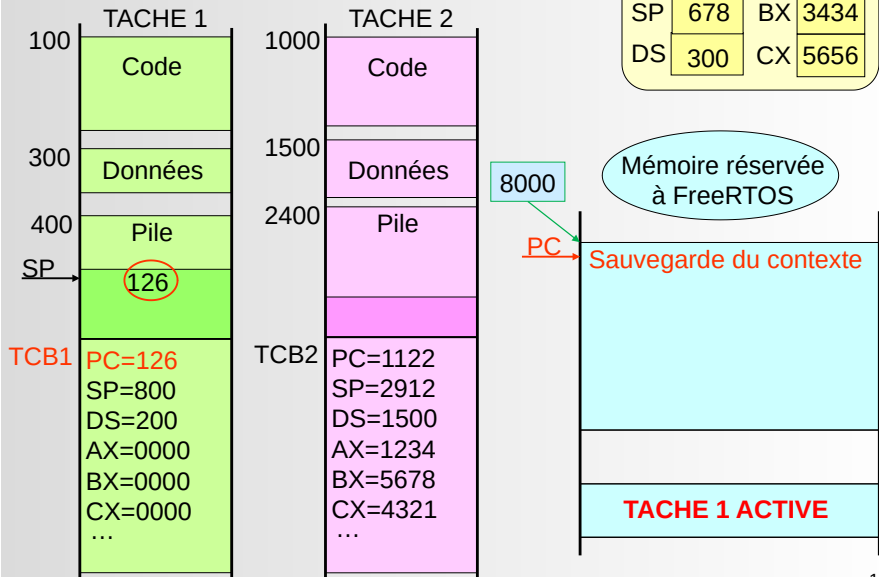 TACHE 1
TACHE 2
SP 678 BX 3434
DS 300 CX 5656
100
Code
1000
Code
300
Données
1500
Données
8000
Mémoire réservée
à FreeRTOS
400
Pile
2400
Pile
SP
126
PC
Sauvegarde du contexte
TCB1
PC=126
SP=800
DS=200
AX=0000
BX=0000
CX=0000
…
TCB2
PC=1122
SP=2912
DS=1500
AX=1234
BX=5678
CX=4321
…
TACHE 1 ACTIVE